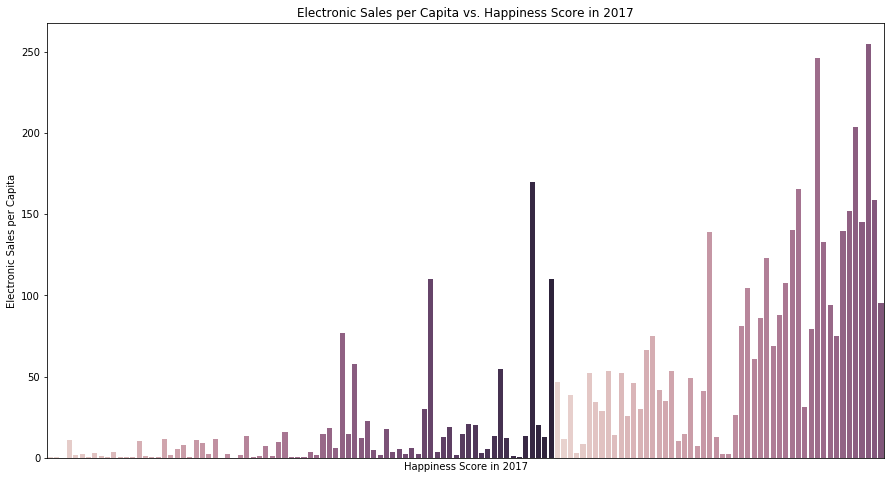 Electronic Sales per Capita vs. Happiness Score in 2017
250
200
150
100
50
0
Electronic Sales per Capita
Happiness Score in 2017